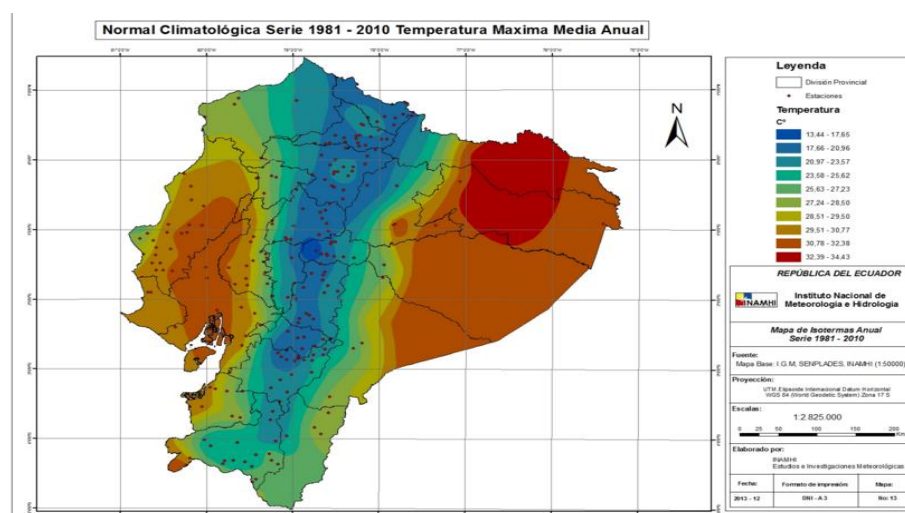 Normal Climatológica Serie 1981 - 2010 Temperatura Maxima Media Anual
N
Leyenda
División Provincial
Estaciones
Temperatura
Cº
13,44 - 17,65
17,66 - 20,96
20,97 - 23,57
23,58 - 25,62
25,63 - 27,23
27,24 - 28,50
28,51 - 29,50
29,51 - 30,77
30,78 - 32,38
32,39 - 34,43
REPÚBLICA DEL ECUADOR
INAMHI
Instituto Nacional de
Meteorologia e Hidrologia
Mapa de Isotermas Anual
Serie 1981 - 2010
Fuente:
Mapa Base: I.G.M, SENPLADES, INAMHI (1:50000)
Proyección:
UTM Elipsoide Internacional Datum Horizontal
WGS 84 (World Geodetic System) Zona 17 S
Escalas:
1:2.825.000
0 25 50 100 150 200
Km
Elaborado por:
INAMHI
Estudios e Investigaciones Meteorológicas
Fecha: Formato de impresión: Mapa:
2013 - 12 DNI - A 3 No: 13